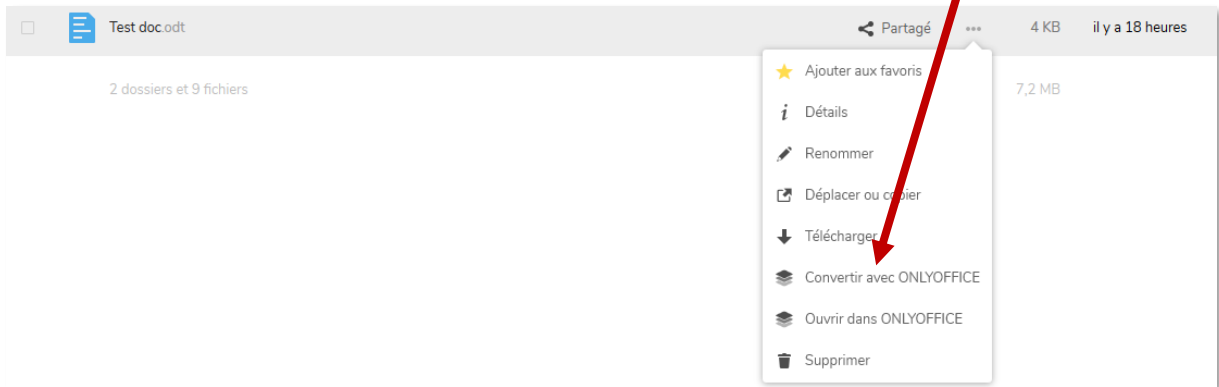 Test doc.odt Partagé ... 4 KB il y a 18 heures
Ajouter aux favoris
2 dossiers et 9 fichiers 7,2 MB
Détails
Renommer
Déplacer ou copier
Télécharger
Convertir avec ONLYOFFICE
Ouvrir dans ONLYOFFICE
Supprimer